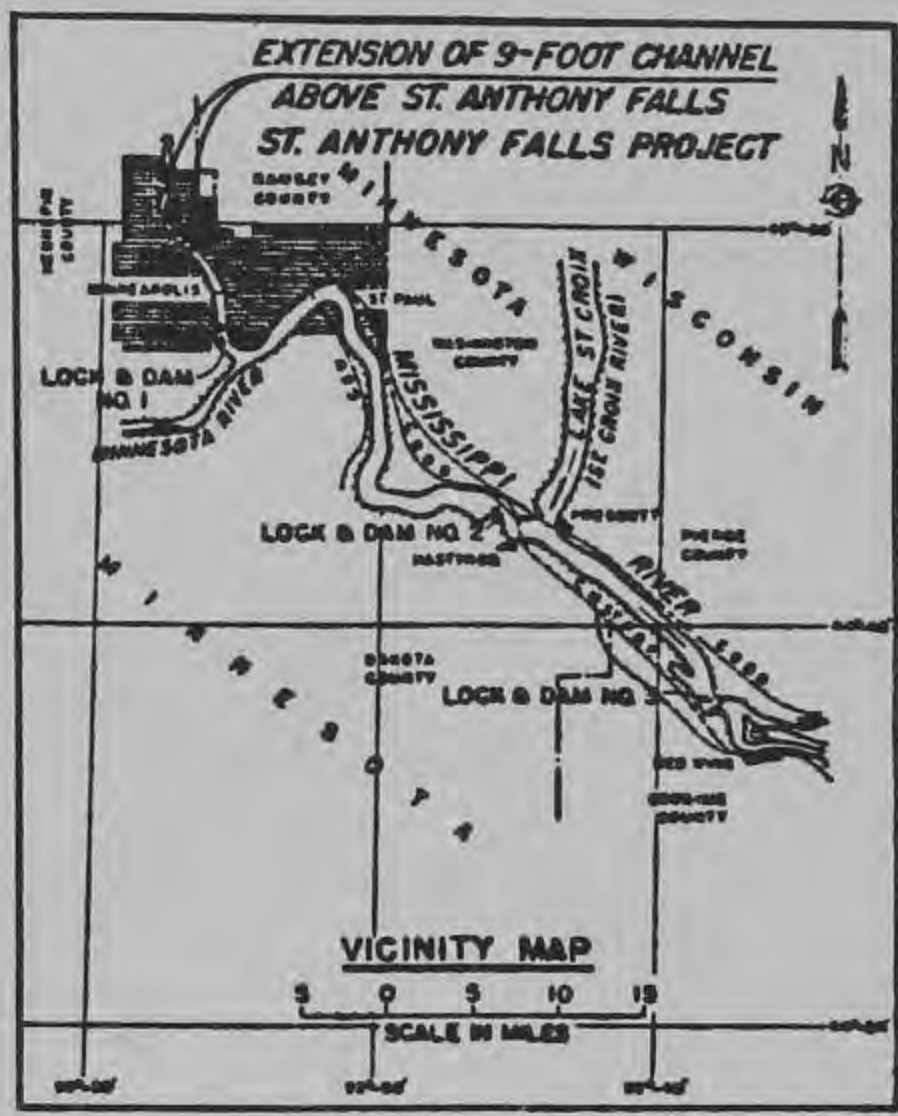 EXTENSION OF 9-FOOT CHANNEL
ABOVE ST. ANTHONY FALLS
ST. ANTHONY FALLS PROJECT
N
HENNEPIN
COUNTY
RAMSEY
COUNTY
MINNESOTA
WISCONSIN
MINNEAPOLIS
ST PAUL
WASHINGTON
COUNTY
LAKE ST CROIX
LOCK & DAM
NO. 1
MINNESOTA RIVER
MISSISSIPPI
RIVER
PRESCOTT
LOCK & DAM NO. 2
HASTINGS
PIERCE
COUNTY
MINNESOTA
DAKOTA
COUNTY
LOCK & DAM NO. 3
RED WING
GOODHUE
COUNTY
VICINITY MAP
5 0 5 10 15
SCALE IN MILES